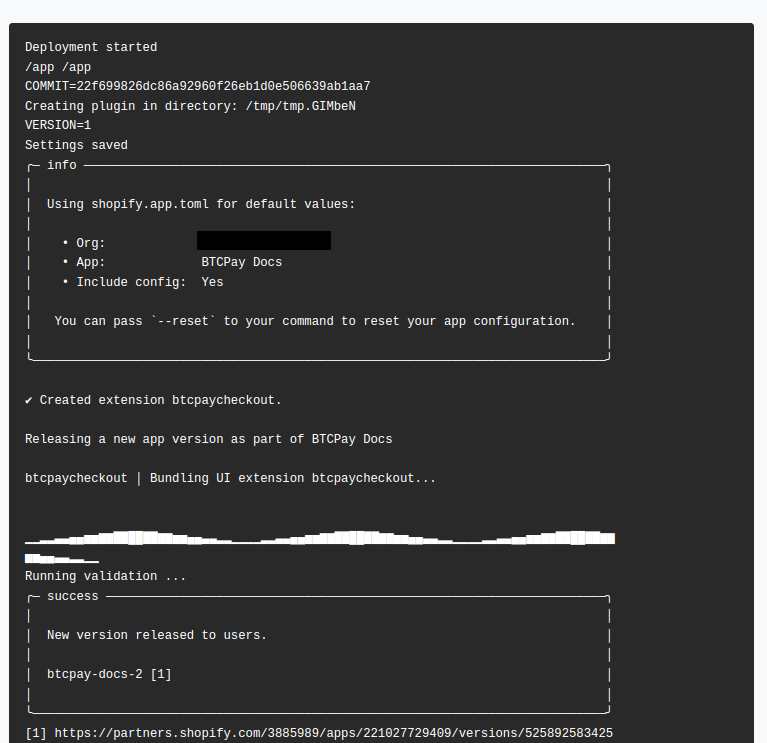 Deployment started
/app /app
COMMIT=22f699826dc86a92960f26eb1d0e506639ab1aa7
Creating plugin in directory: /tmp/tmp.GIMbeN
VERSION=1
Settings saved
info
Using shopify.app.toml for default values:
• Org:
• App: BTCPay Docs
• Include config: Yes
You can pass `--reset` to your command to reset your app configuration.
✔ Created extension btcpaycheckout.
Releasing a new app version as part of BTCPay Docs
btcpaycheckout │ Bundling UI extension btcpaycheckout...
Running validation ...
success
New version released to users.
btcpay-docs-2 [1]
[1] https://partners.shopify.com/3885989/apps/221027729409/versions/525892583425